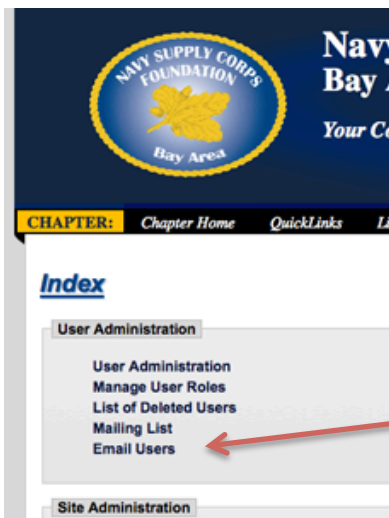 NAVY SUPPLY CORPS
FOUNDATION
Bay Area
Navy
Bay
Your
CHAPTER: Chapter Home QuickLinks
Index
User Administration
User Administration
Manage User Roles
List of Deleted Users
Mailing List
Email Users
Site Administration